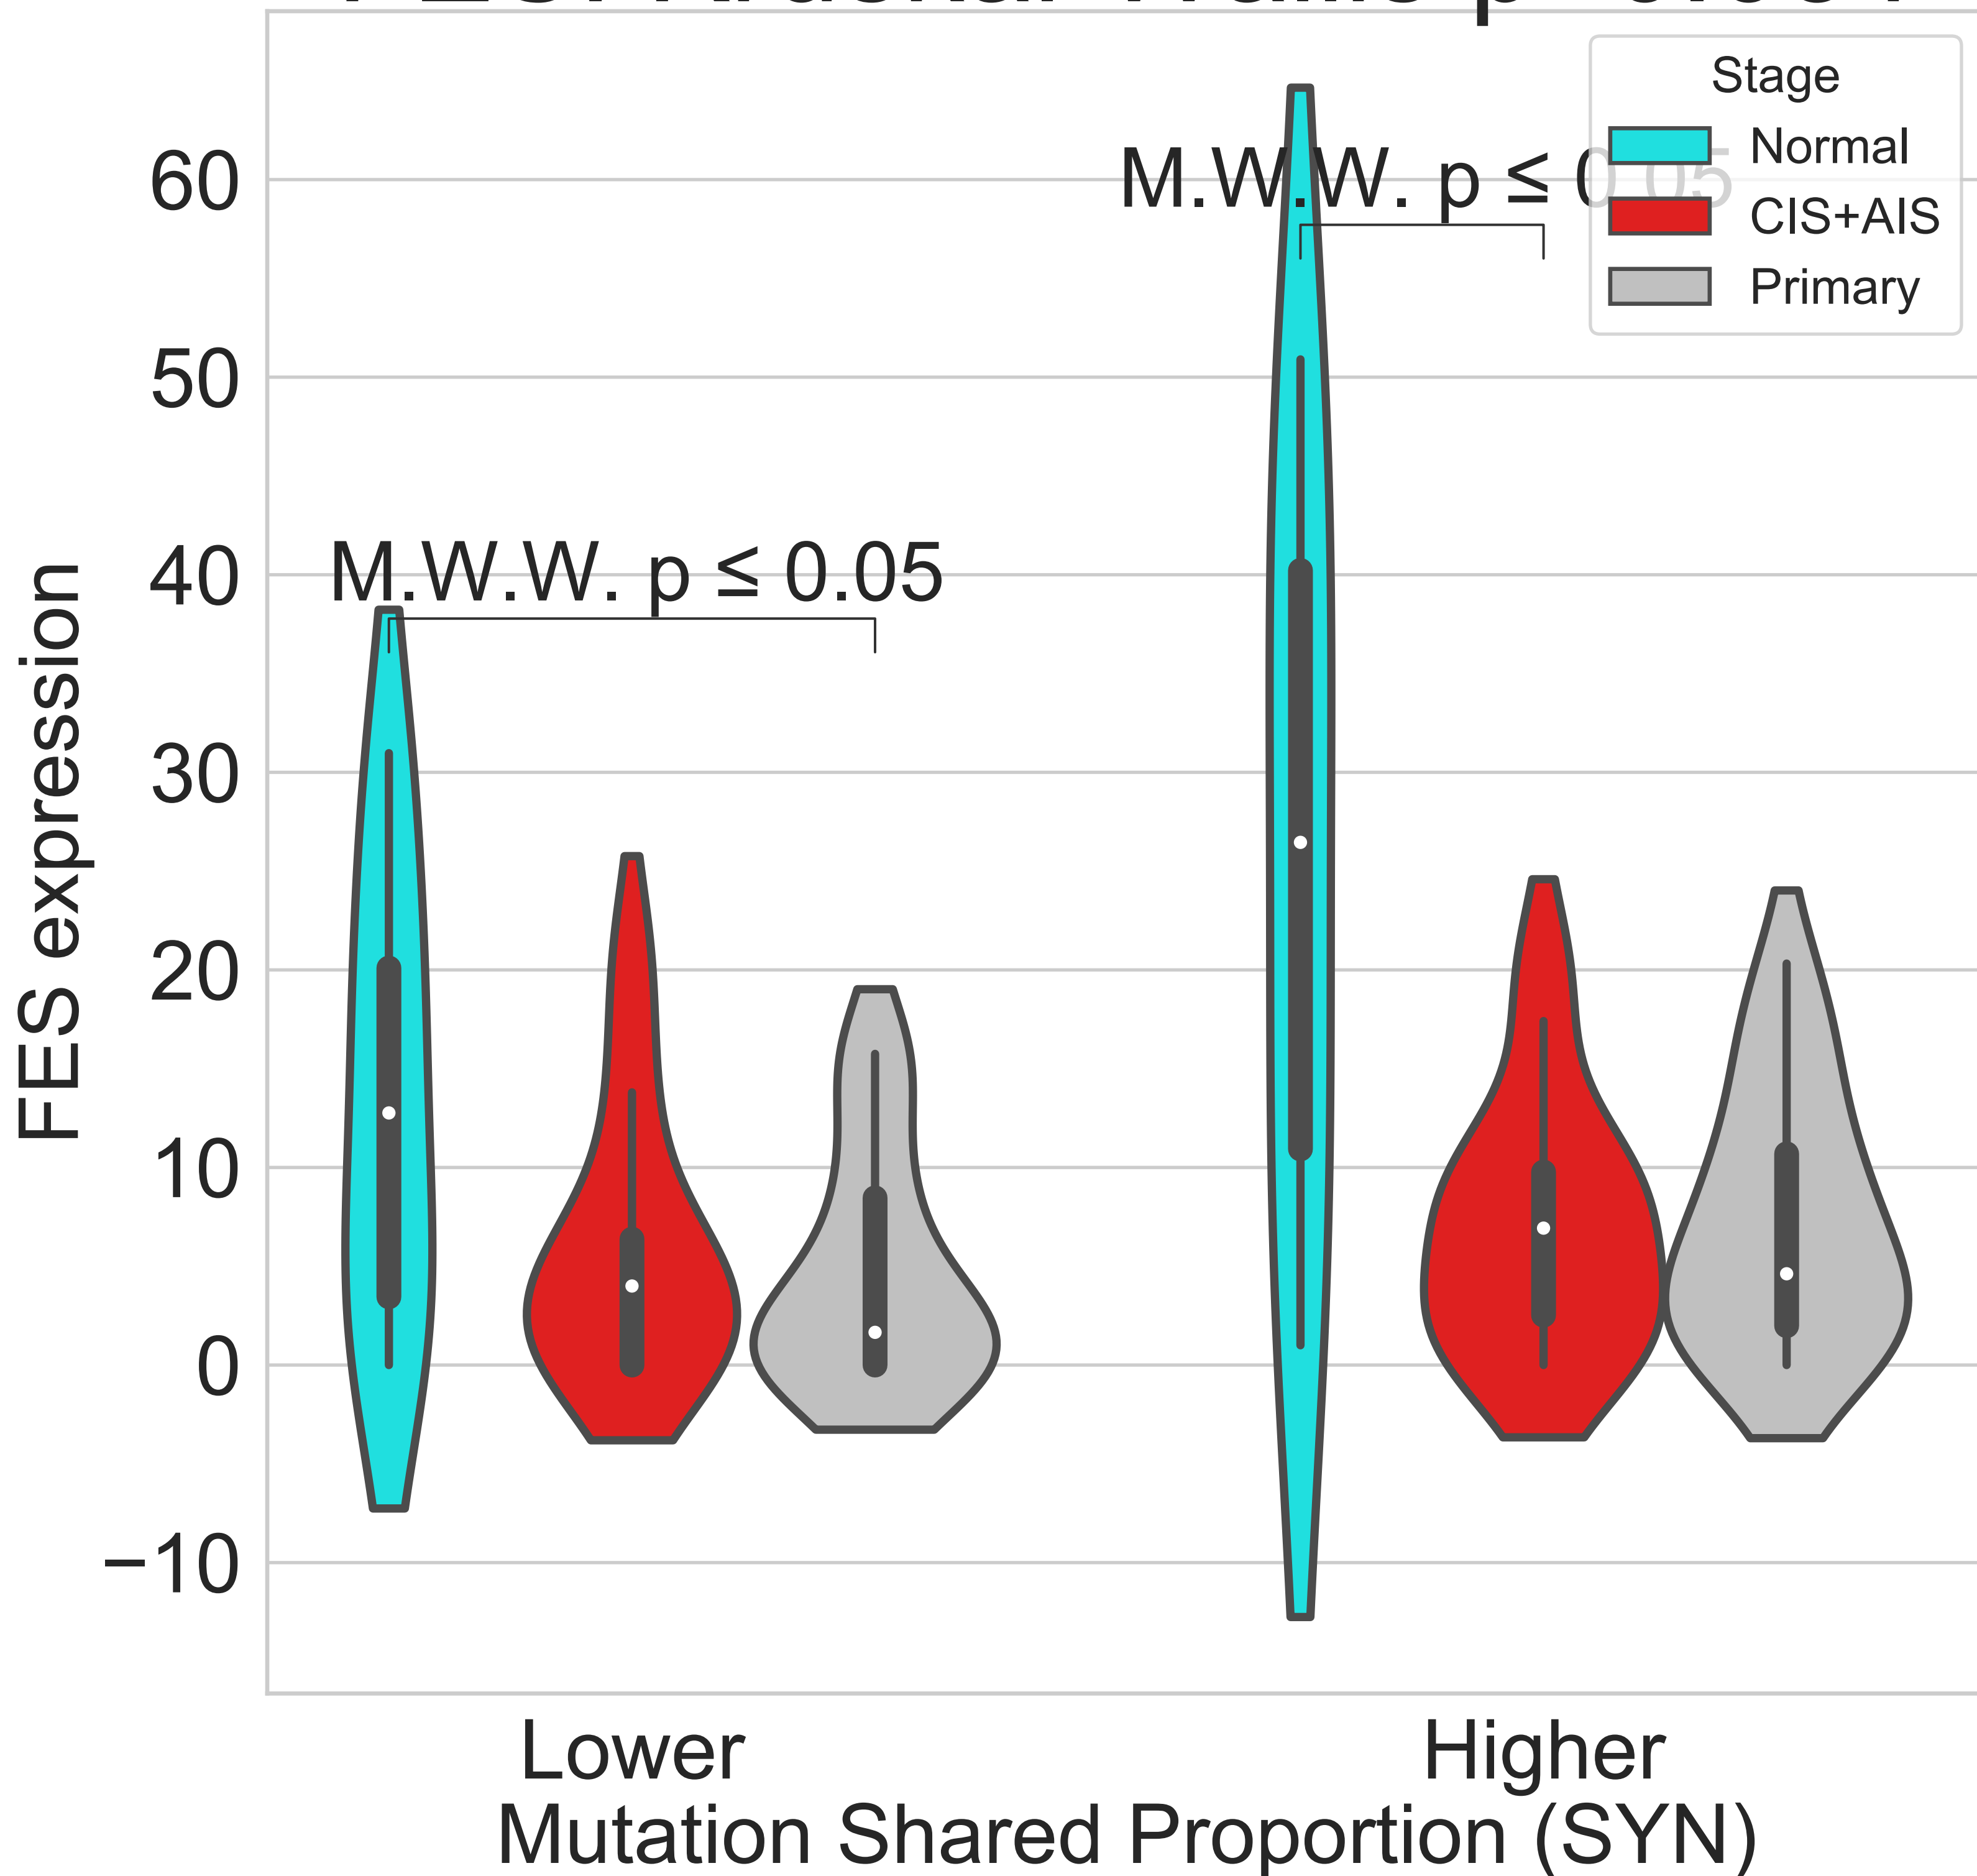 Stage
Normal
CIS+AIS
Primary
M.W.W. p ≤ 0.05
M.W.W. p ≤ 0.05
60
50
40
30
20
10
0
−10
FES expression
Lower
Higher
Mutation Shared Proportion (SYN)